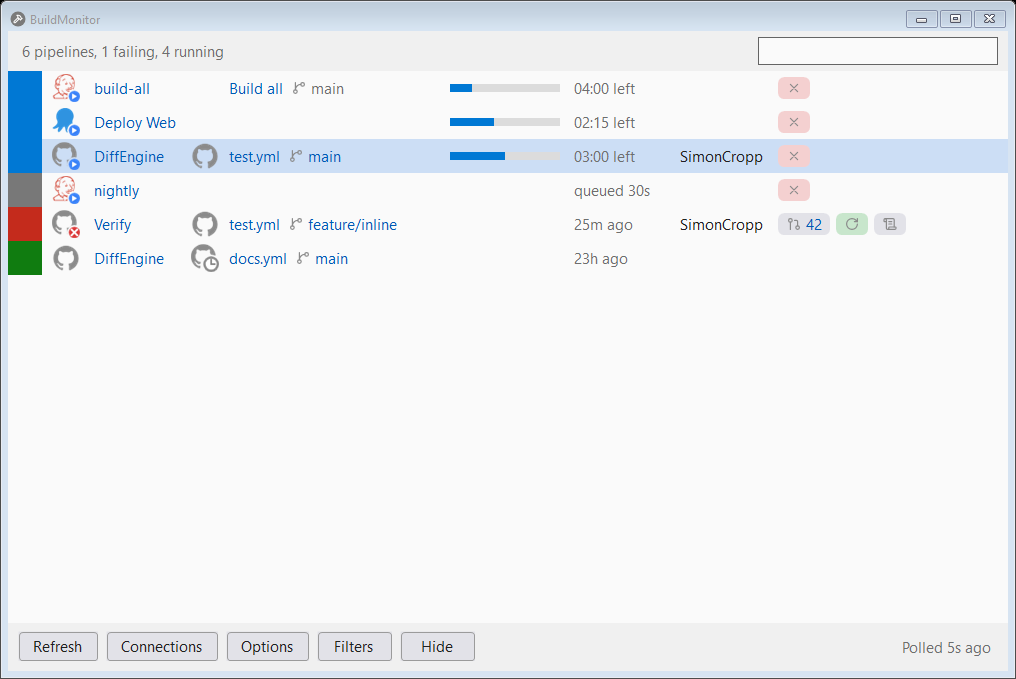 BuildMonitor
6 pipelines, 1 failing, 4 running
build-all Build all main 04:00 left
Deploy Web 02:15 left
DiffEngine test.yml main 03:00 left SimonCropp
nightly queued 30s
Verify test.yml feature/inline 25m ago SimonCropp 42
DiffEngine docs.yml main 23h ago
Refresh Connections Options Filters Hide Polled 5s ago